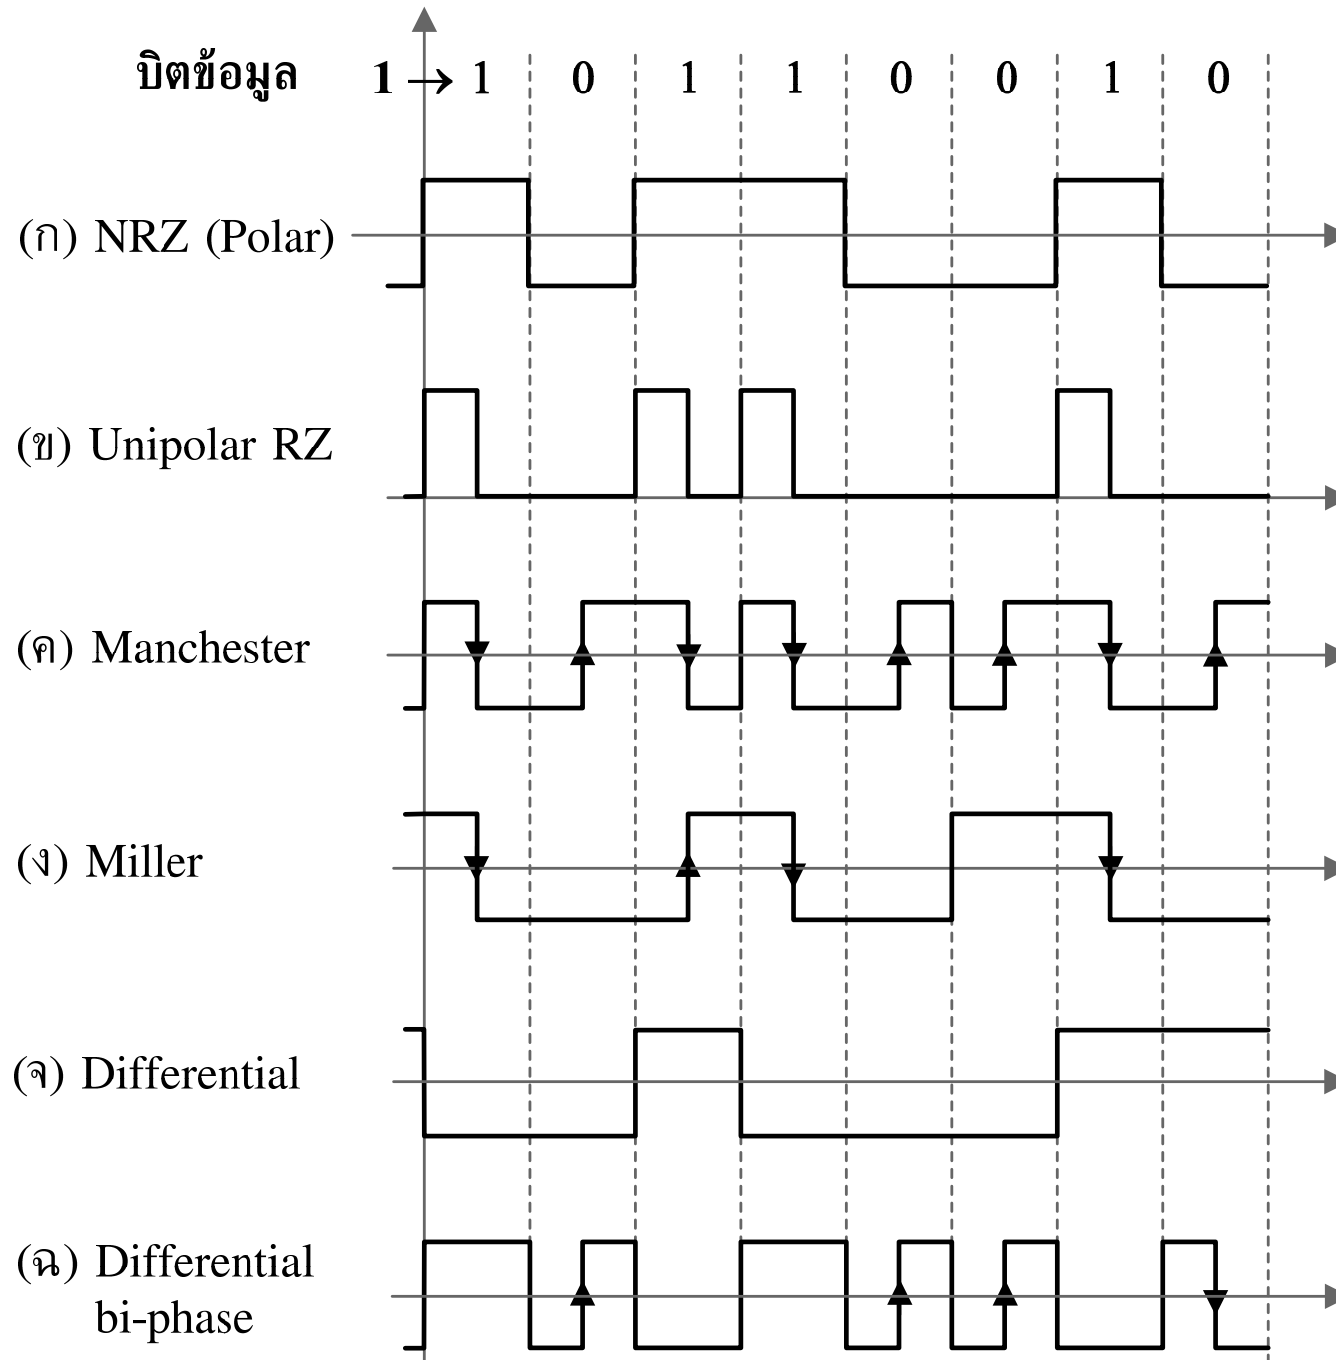 บิตข้อมูล 1 → 1 0 1 1 0 0 1 0
(ก) NRZ (Polar)
(ข) Unipolar RZ
(ค) Manchester
(ง) Miller
(จ) Differential
(ฉ) Differential
bi-phase